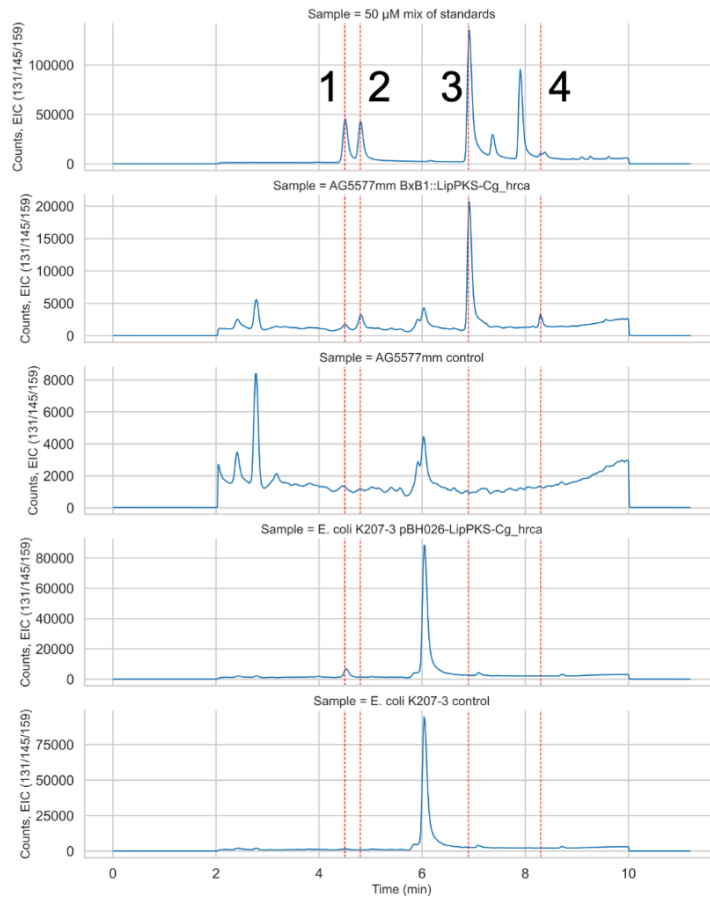 Sample = 50 μM mix of standards
Counts, EIC (131/145/159)
100000
50000
0
1 2 3 4
Sample = AG5577mm BxB1::LipPKS-Cg_hrca
Counts, EIC (131/145/159)
20000
15000
10000
5000
0
Sample = AG5577mm control
Counts, EIC (131/145/159)
8000
6000
4000
2000
0
Sample = E. coli K207-3 pBH026-LipPKS-Cg_hrca
Counts, EIC (131/145/159)
80000
60000
40000
20000
0
Sample = E. coli K207-3 control
Counts, EIC (131/145/159)
75000
50000
25000
0
0 2 4 6 8 10
Time (min)